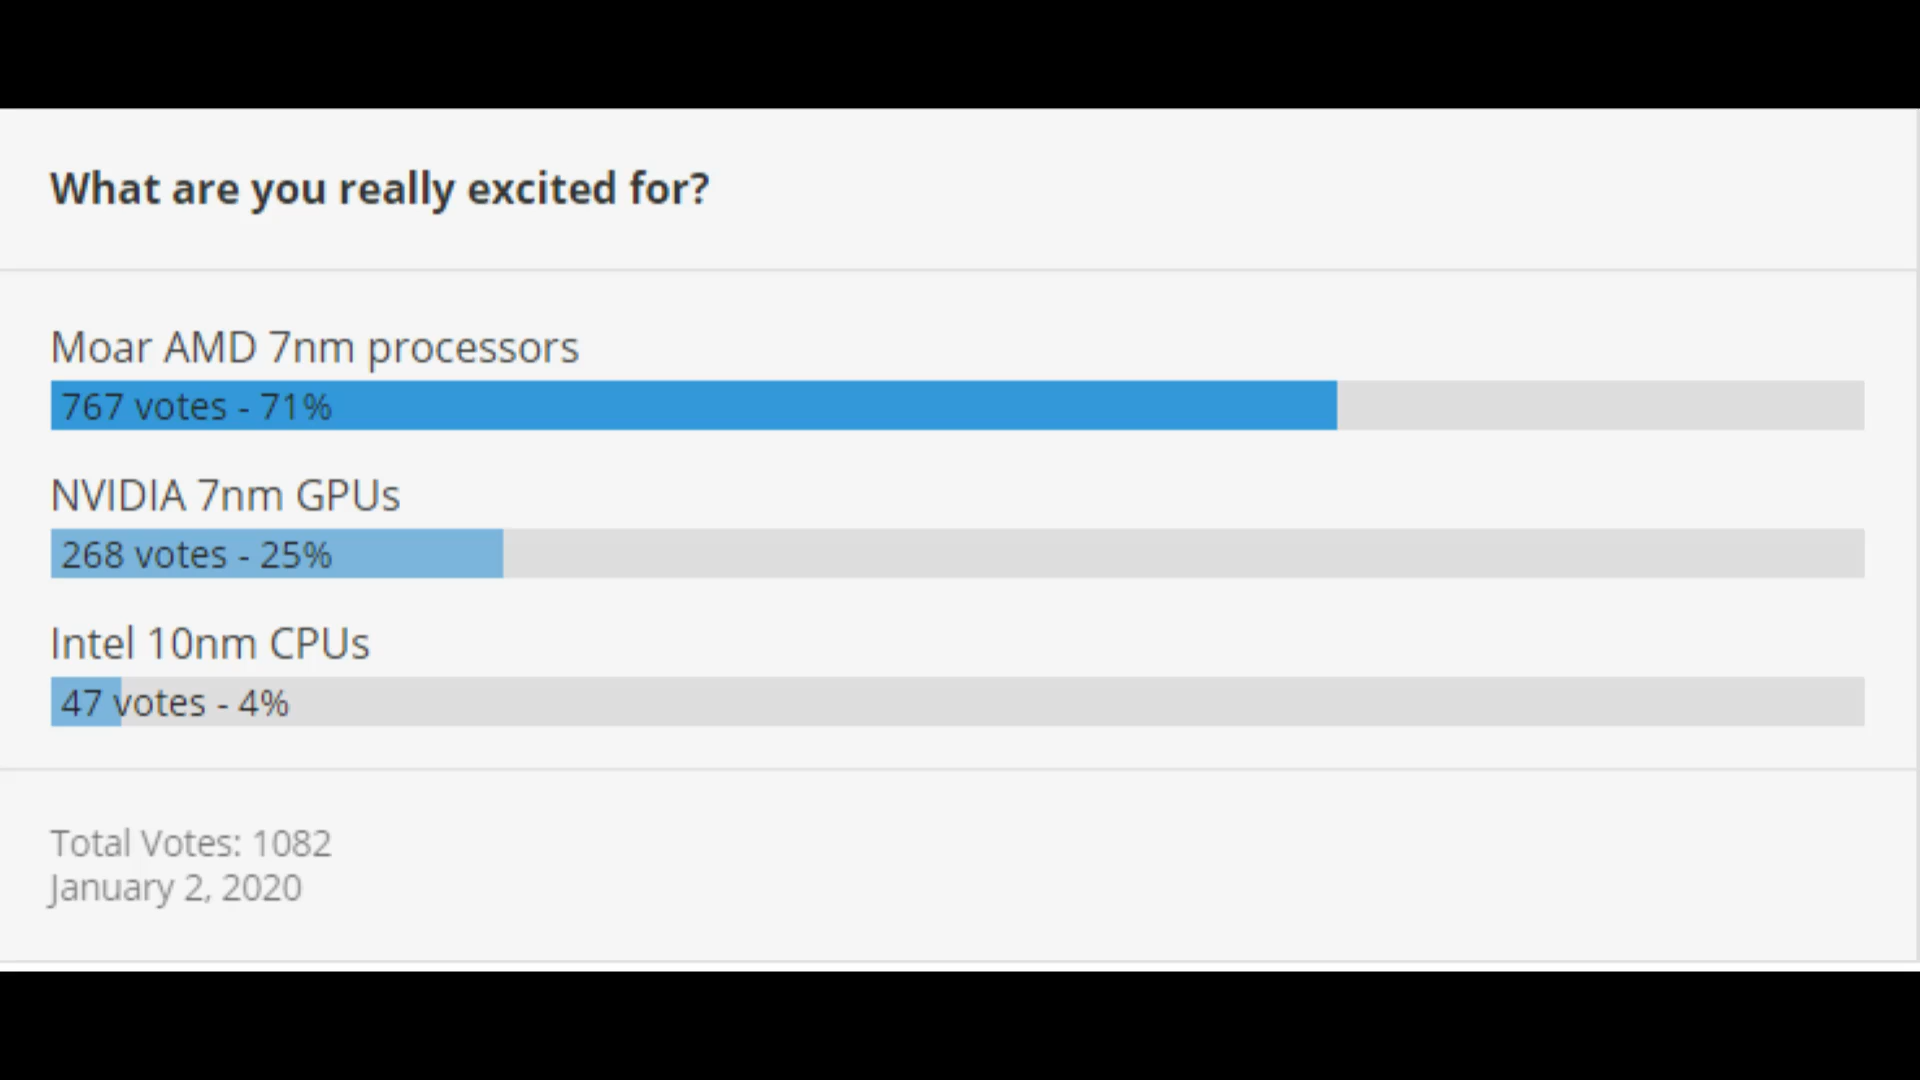 What are you really excited for?
Moar AMD 7nm processors
767 votes - 71%
NVIDIA 7nm GPUs
268 votes - 25%
Intel 10nm CPUs
47 votes - 4%
Total Votes: 1082
January 2, 2020